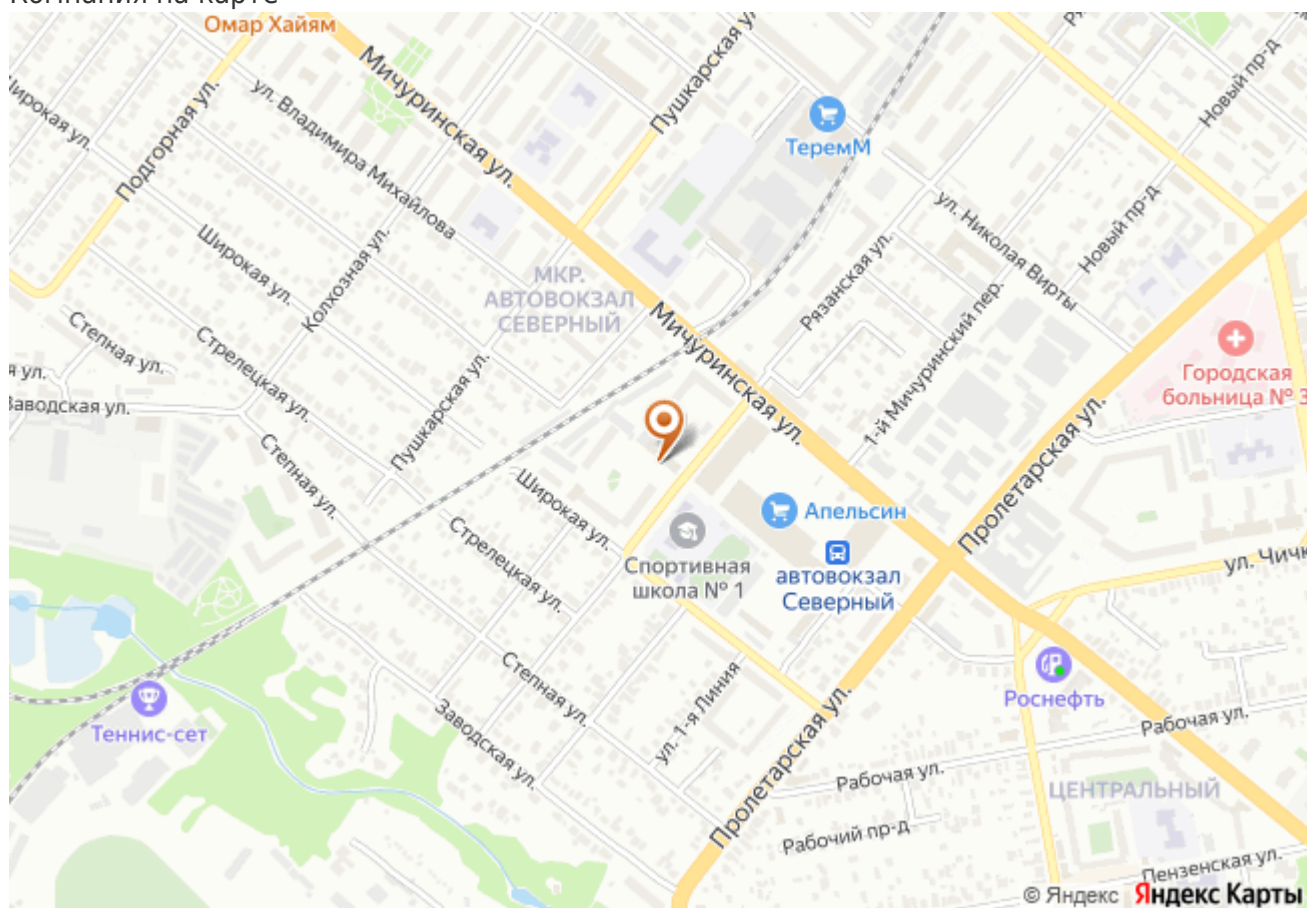 Компания на карте
Омар Хайям
Мичуринская ул.
Пушкарская ул.
ТеремМ
Новый пр-д
Широкая ул.
Подгорная ул.
ул. Владимира Михайлова
Широкая ул.
Колхозная ул.
МКР.
АВТОВОКЗАЛ
СЕВЕРНЫЙ
Рязанская ул.
ул. Николая Вирты
Новый пр-д
Мичуринская ул.
1-й Мичуринский пер.
Городская
больница № 3
Степная ул.
Стрелецкая ул.
я ул.
Заводская ул.
Пушкарская ул.
Степная ул.
Широкая ул.
Апельсин
Пролетарская ул.
Стрелецкая ул.
Спортивная
школа № 1
автовокзал
Северный
ул. Чичк
Теннис-сет
Степная ул.
Заводская ул.
ул. 1-я Линия
Пролетарская ул.
Роснефть
Рабочая ул.
Рабочая ул.
ЦЕНТРАЛЬНЫЙ
Рабочий пр-д
Пензенская ул.
© Яндекс Яндекс Карты